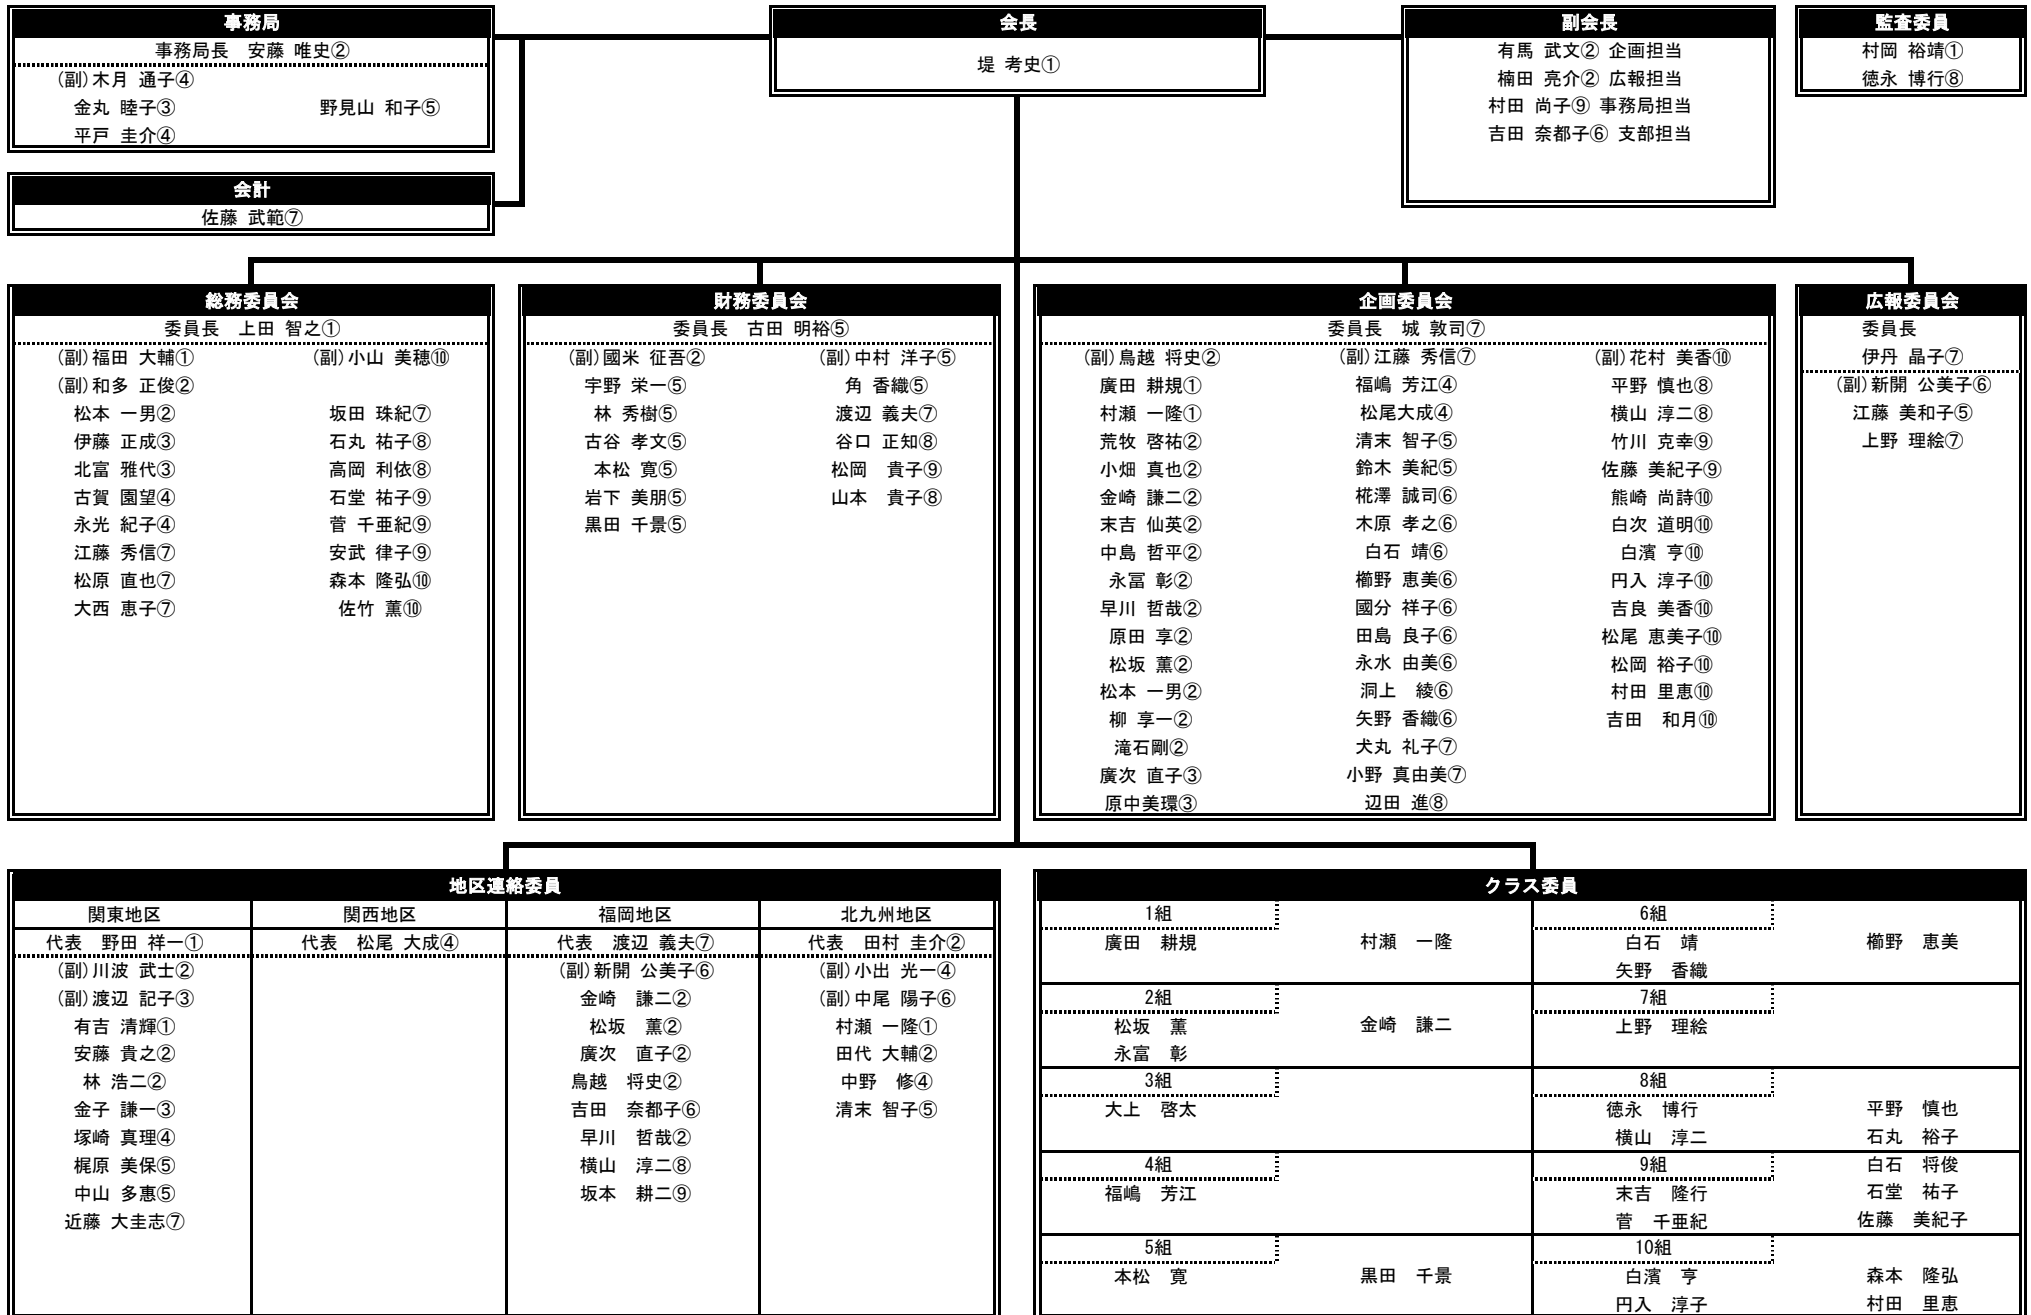 事務局
事務局長　安藤 唯史②
(副)木月 通子④
金丸 睦子③ 野見山 和子⑤
平戸 圭介④
会計
佐藤 武範⑦
会長
堤 考史①
副会長
有馬 武文② 企画担当
楠田 亮介② 広報担当
村田 尚子⑨ 事務局担当
吉田 奈都子⑥ 支部担当
監査委員
村岡 裕靖①
徳永 博行⑧
総務委員会
委員長　上田 智之①
(副)福田 大輔① (副)小山 美穂⑩
(副)和多 正俊②
松本 一男② 坂田 珠紀⑦
伊藤 正成③ 石丸 祐子⑧
北富 雅代③ 高岡 利依⑧
古賀 園望④ 石堂 祐子⑨
永光 紀子④ 菅 千亜紀⑨
江藤 秀信⑦ 安武 律子⑨
松原 直也⑦ 森本 隆弘⑩
大西 恵子⑦ 佐竹 薫⑩
財務委員会
委員長　古田 明裕⑤
(副)國米 征吾② (副)中村 洋子⑤
宇野 栄一⑤ 角 香織⑤
林 秀樹⑤ 渡辺 義夫⑦
古谷 孝文⑤ 谷口 正知⑧
本松 寛⑤ 松岡　貴子⑨
岩下 美朋⑤ 山本　貴子⑧
黒田 千景⑤
企画委員会
委員長　城 敦司⑦
(副)鳥越 将史② (副)江藤 秀信⑦ (副)花村 美香⑩
廣田 耕規① 福嶋 芳江④ 平野 慎也⑧
村瀬 一隆① 松尾大成④ 横山 淳二⑧
荒牧 啓祐② 清末 智子⑤ 竹川 克幸⑨
小畑 真也② 鈴木 美紀⑤ 佐藤 美紀子⑨
金崎 謙二② 椛澤 誠司⑥ 熊崎 尚詩⑩
末吉 仙英② 木原 孝之⑥ 白次 道明⑩
中島 哲平② 白石 靖⑥ 白濱 亨⑩
永冨 彰② 櫛野 恵美⑥ 円入 淳子⑩
早川 哲哉② 國分 祥子⑥ 吉良 美香⑩
原田 享② 田島 良子⑥ 松尾 恵美子⑩
松坂 薫② 永水 由美⑥ 松岡 裕子⑩
松本 一男② 洞上　綾⑥ 村田 里恵⑩
柳 享一② 矢野 香織⑥ 吉田　和月⑩
滝石剛② 犬丸 礼子⑦
廣次 直子③ 小野 真由美⑦
原中美環③ 辺田 進⑧
広報委員会
委員長
伊丹 晶子⑦
(副)新開 公美子⑥
江藤 美和子⑤
上野 理絵⑦
地区連絡委員
関東地区 関西地区 福岡地区 北九州地区
代表　野田 祥一① 代表　松尾 大成④ 代表　渡辺 義夫⑦ 代表　田村 圭介②
(副)川波 武士② (副)新開 公美子⑥ (副)小出 光一④
(副)渡辺 記子③ 金崎　謙二② (副)中尾 陽子⑥
有吉 清輝① 松坂　薫② 村瀬 一隆①
安藤 貴之② 廣次　直子② 田代 大輔②
林 浩二② 鳥越　将史② 中野　修④
金子 謙一③ 吉田　奈都子⑥ 清末 智子⑤
塚崎 真理④ 早川　哲哉②
梶原 美保⑤ 横山　淳二⑧
中山 多惠⑤ 坂本　耕二⑨
近藤 大圭志⑦
クラス委員
1組 6組
廣田　耕規 村瀬　一隆 白石　靖 櫛野　恵美
矢野　香織
2組 7組
松坂　薫 金崎　謙二 上野　理絵
永富　彰
3組 8組
大上　啓太 徳永　博行 平野　慎也
横山　淳二 石丸　裕子
4組 9組 白石　将俊
福嶋　芳江 末吉　隆行 石堂　祐子
菅　千亜紀 佐藤　美紀子
5組 10組
本松　寛 黒田　千景 白濱　亨 森本　隆弘
円入　淳子 村田　里恵